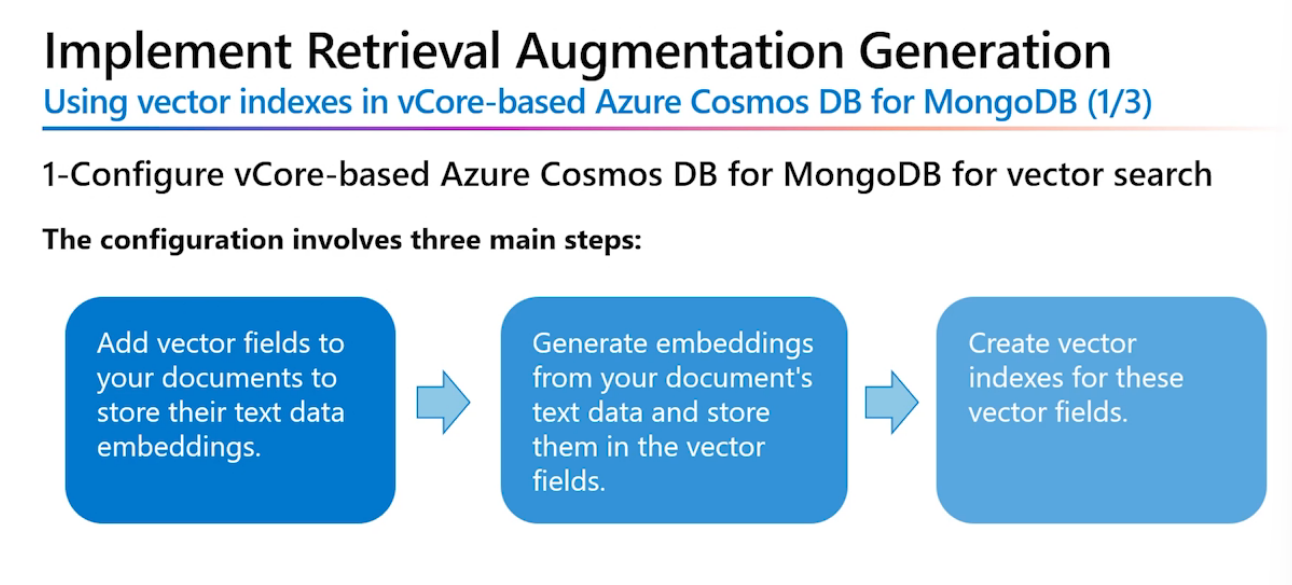 Implement Retrieval Augmentation Generation
Using vector indexes in vCore-based Azure Cosmos DB for MongoDB (1/3)
1-Configure vCore-based Azure Cosmos DB for MongoDB for vector search
The configuration involves three main steps:
Add vector fields to
your documents to
store their text data
embeddings.
Generate embeddings
from your document's
text data and store
them in the vector
fields.
Create vector
indexes for these
vector fields.